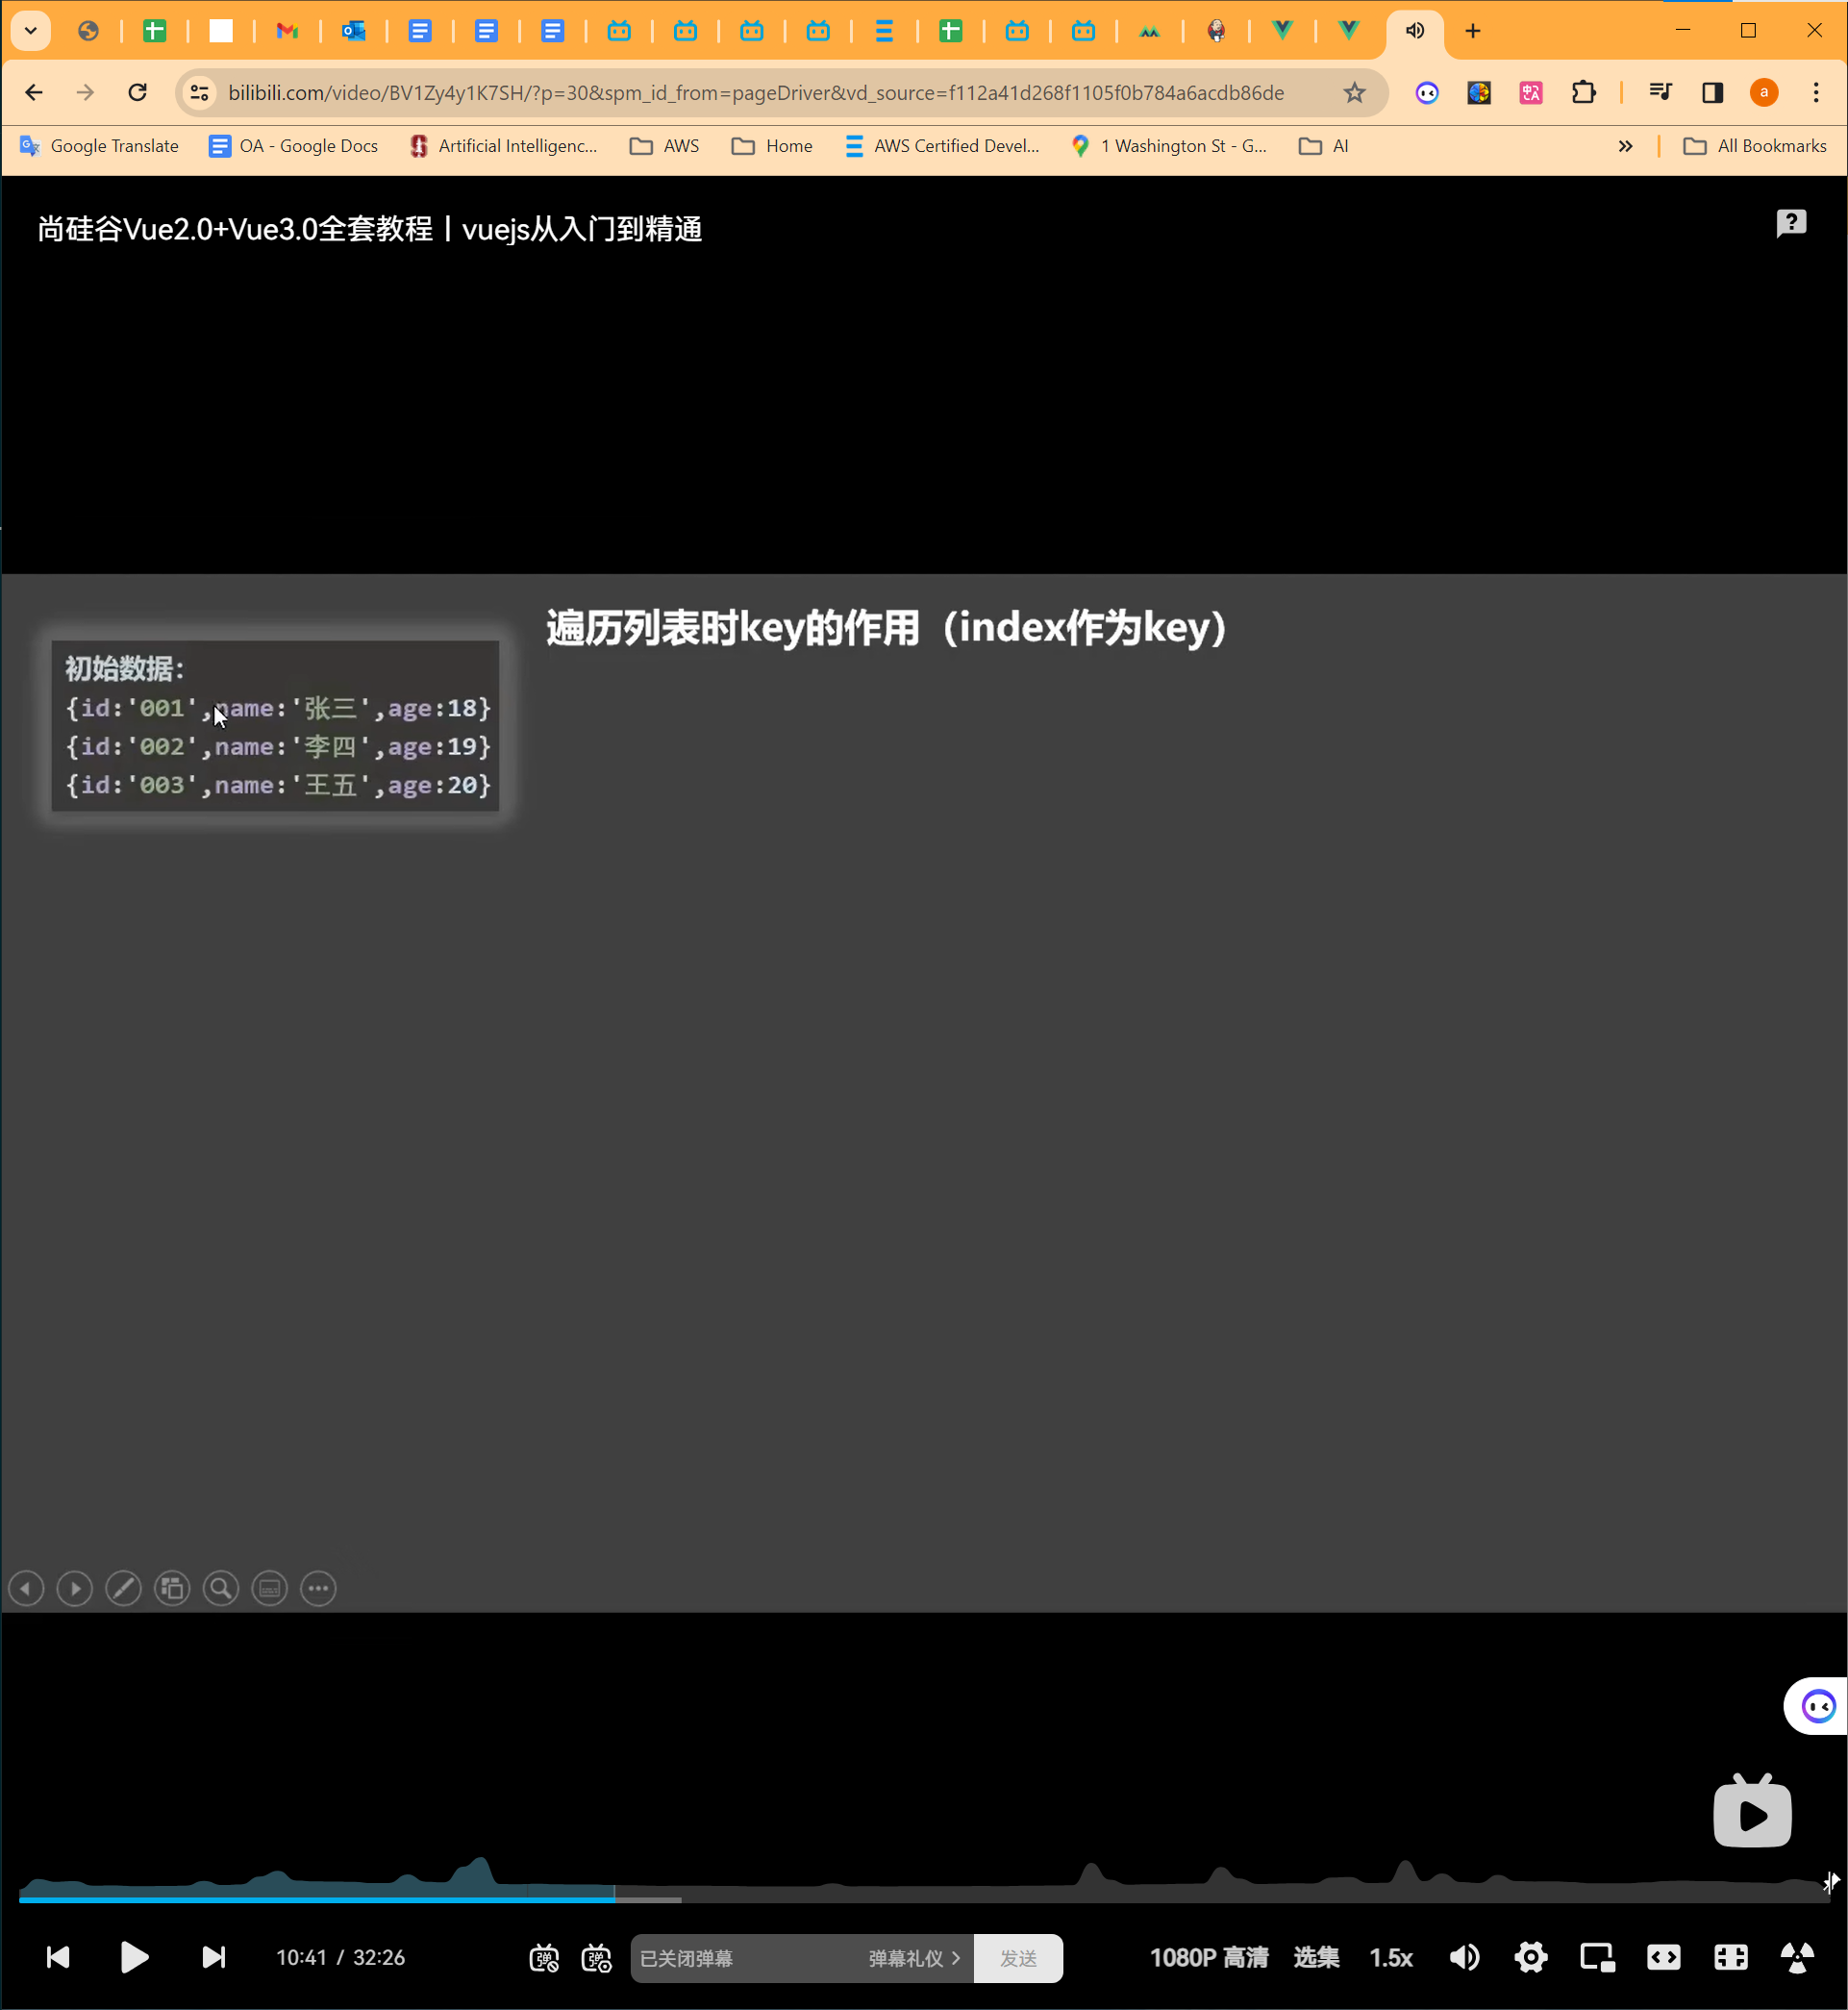 bilibili.com/video/BV1Zy4y1K7SH/?p=30&spm_id_from=pageDriver&vd_source=f112a41d268f1105f0b784a6acdb86de
a
Google Translate
OA - Google Docs
Artificial Intelligenc...
AWS
Home
AWS Certified Devel...
1 Washington St - G...
AI
All Bookmarks
尚硅谷Vue2.0+Vue3.0全套教程丨vuejs从入门到精通
遍历列表时key的作用（index作为key）
初始数据:
{id:'001',name:'张三',age:18}
{id:'002',name:'李四',age:19}
{id:'003',name:'王五',age:20}
10:41 / 32:26
弹
弹
已关闭弹幕
弹幕礼仪
发送
1080P 高清
选集
1.5x